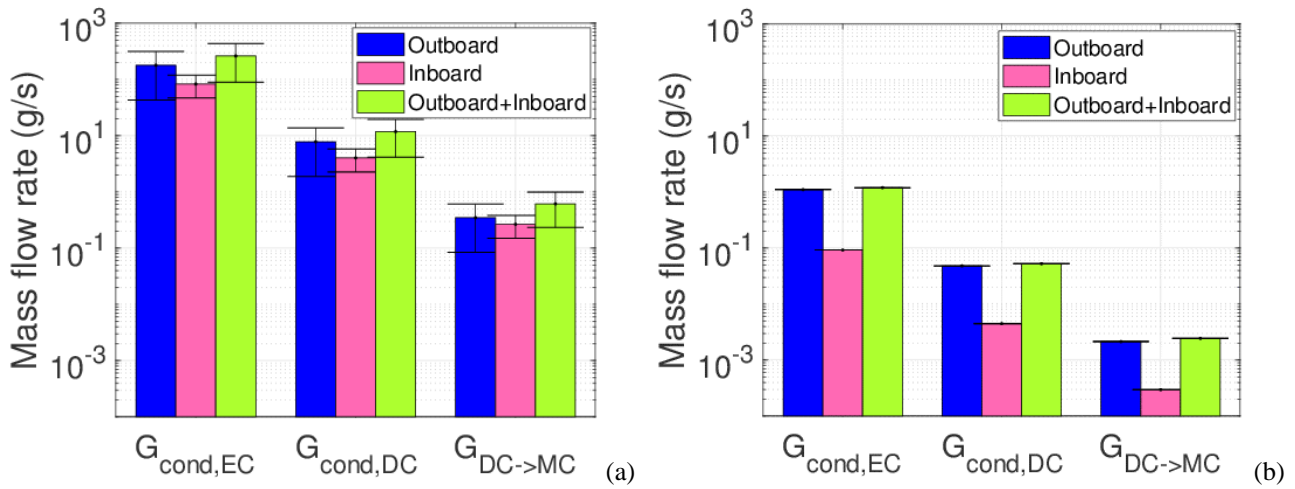 Mass flow rate (g/s)
10^3
10^1
10^-1
10^-3
Outboard
Inboard
Outboard+Inboard
G_cond,EC
G_cond,DC
G_DC->MC
(a)
Mass flow rate (g/s)
10^3
10^1
10^-1
10^-3
Outboard
Inboard
Outboard+Inboard
G_cond,EC
G_cond,DC
G_DC->MC
(b)